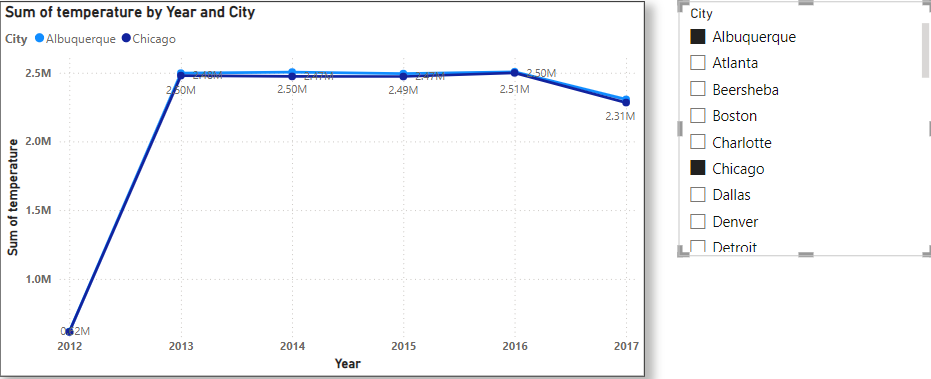 Sum of temperature by Year and City
City Albuquerque Chicago
2.5M
2.0M
1.5M
1.0M
Sum of temperature
2.47M
2.50M
2.50M
2.50M
2.49M
2.51M
2.31M
2012 2013 2014 2015 2016 2017
Year
City
Albuquerque
Atlanta
Beersheba
Boston
Charlotte
Chicago
Dallas
Denver
Detroit